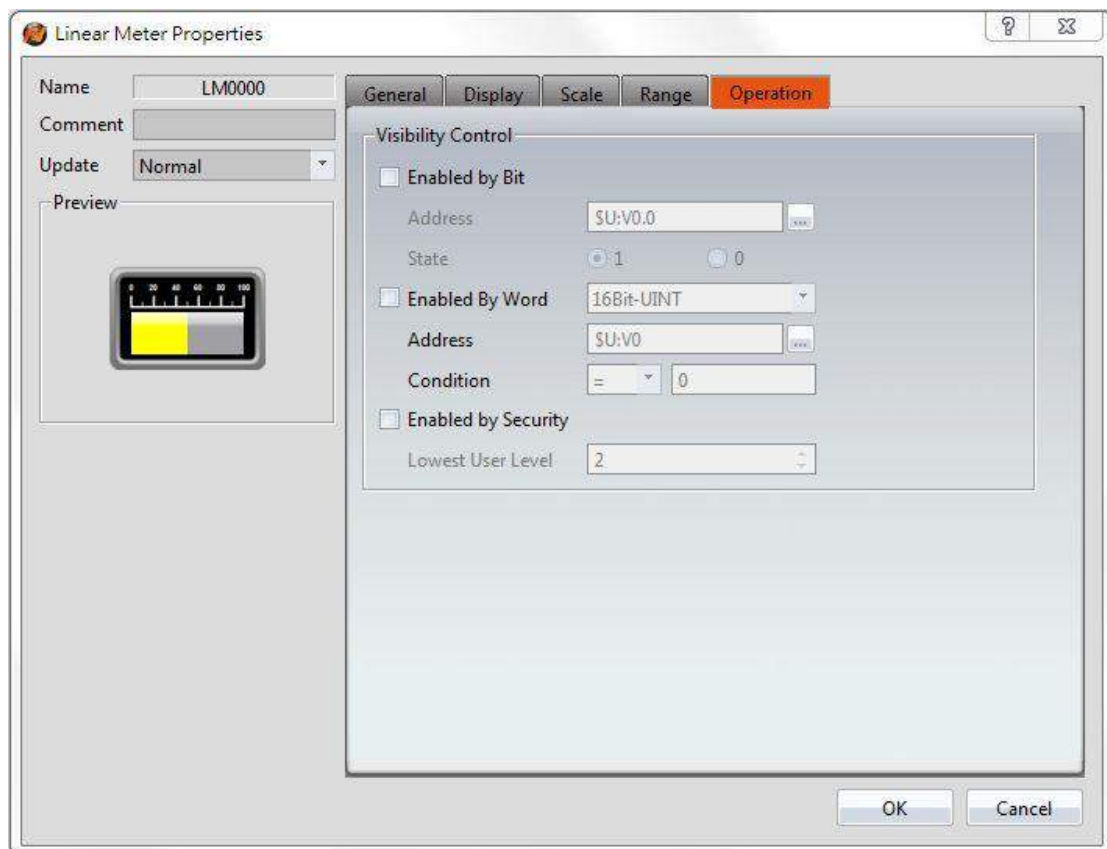 Linear Meter Properties
Name LM0000
Comment
Update Normal
Preview
0 20 40 60 80 100
General Display Scale Range Operation
Visibility Control
Enabled by Bit
Address $U:V0.0 ...
State 1 0
Enabled By Word 16Bit-UINT
Address $U:V0 ...
Condition = 0
Enabled by Security
Lowest User Level 2
OK Cancel